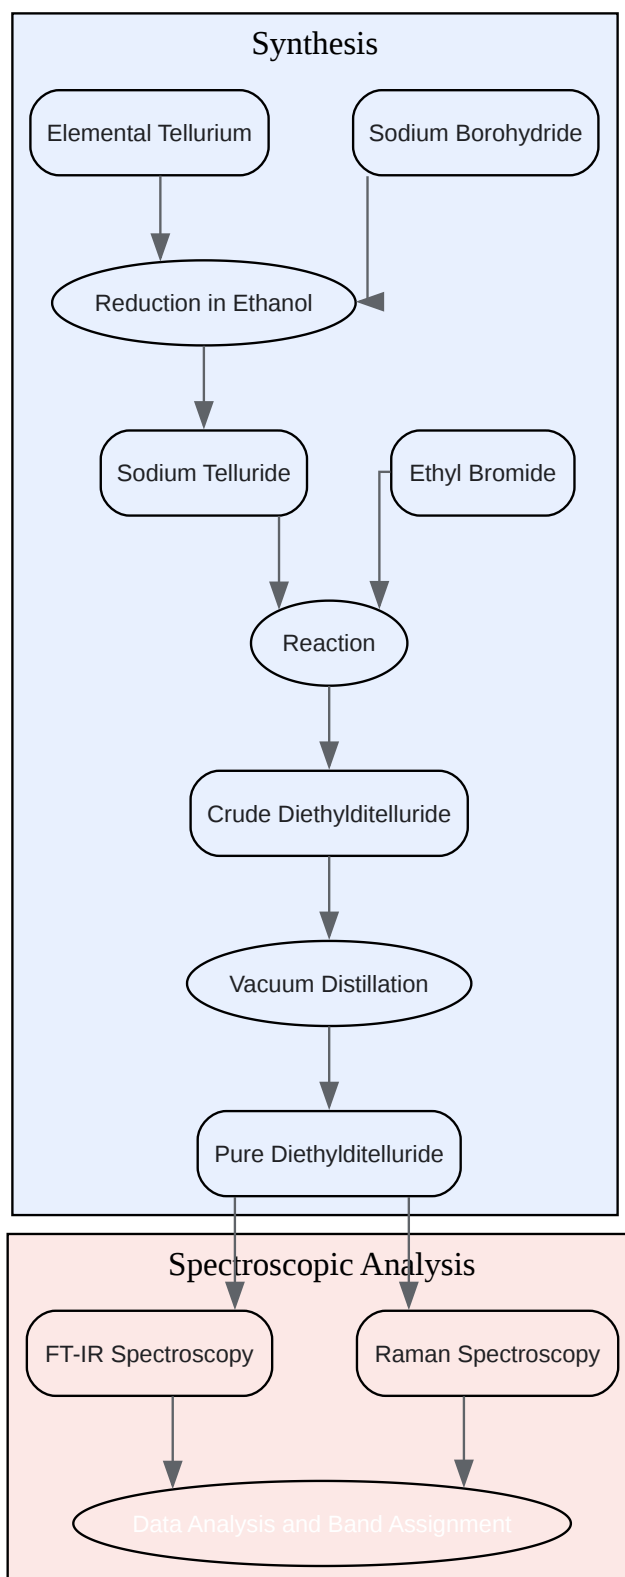 Synthesis
Elemental Tellurium
Sodium Borohydride
Reduction in Ethanol
Sodium Telluride
Ethyl Bromide
Reaction
Crude Diethylditelluride
Vacuum Distillation
Pure Diethylditelluride
Spectroscopic Analysis
FT-IR Spectroscopy
Raman Spectroscopy
Data Analysis and Band Assignment